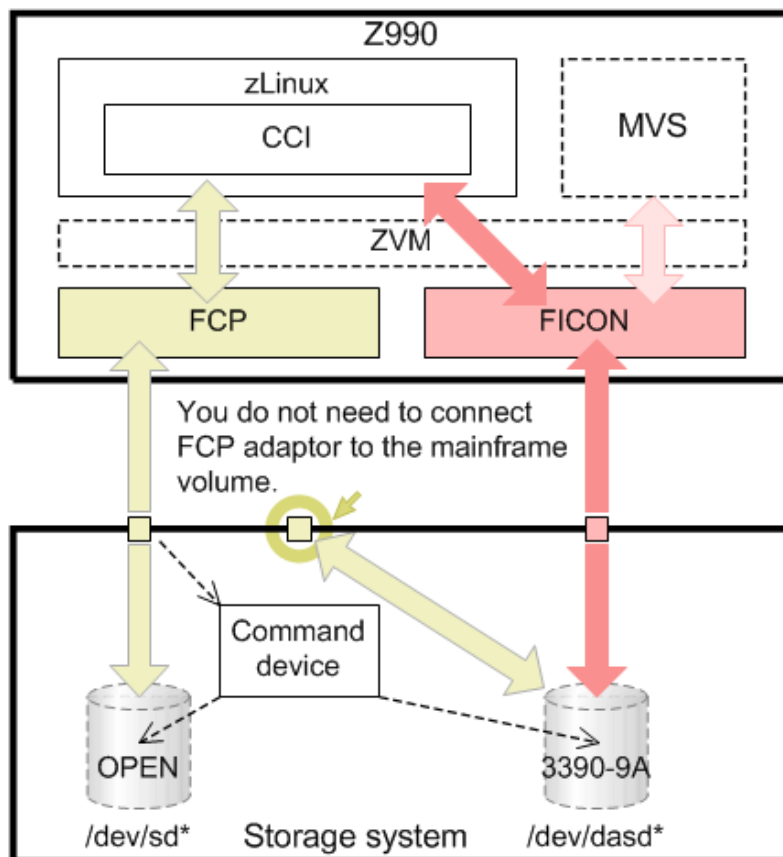 Z990
zLinux
CCI
MVS
ZVM
FCP
FICON
You do not need to connect
FCP adaptor to the mainframe
volume.
Command
device
OPEN
3390-9A
/dev/sd*
Storage system
/dev/dasd*